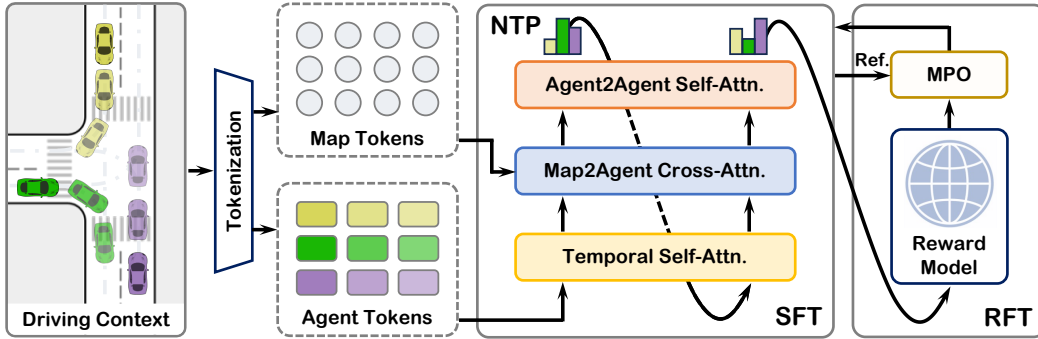 Driving Context
Tokenization
Map Tokens
Agent Tokens
NTP
Agent2Agent Self-Attn.
Map2Agent Cross-Attn.
Temporal Self-Attn.
SFT
Ref.
MPO
Reward
Model
RFT